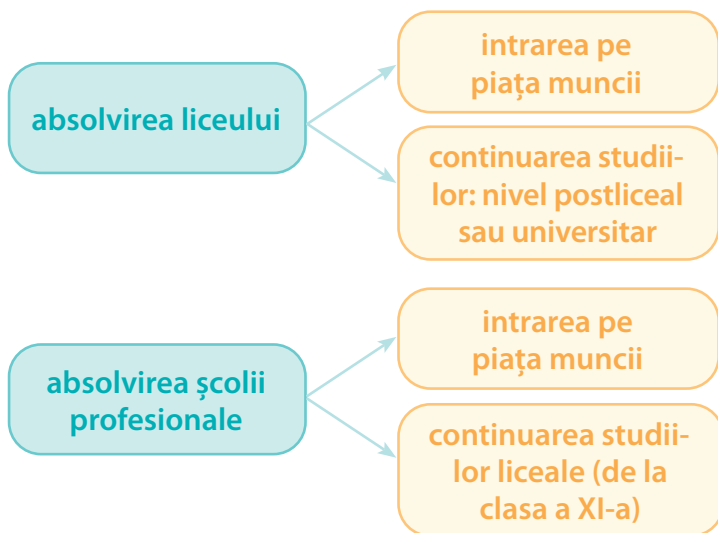 absolvirea liceului
intrarea pe
piața muncii
continuarea studii-
lor: nivel postliceal
sau universitar
absolvirea școlii
profesionale
intrarea pe
piața muncii
continuarea studii-
lor liceale (de la
clasa a XI-a)